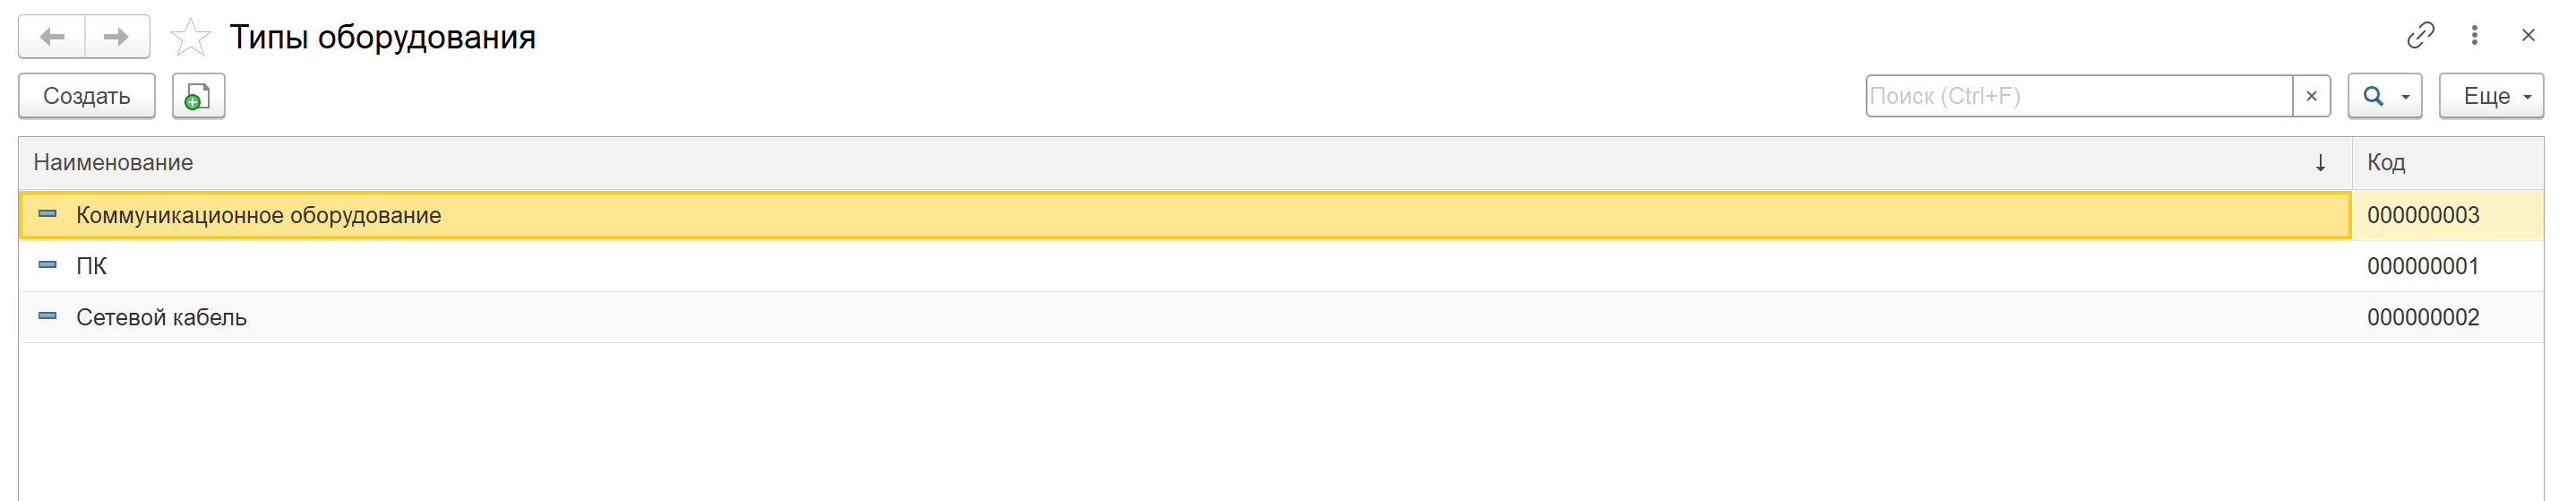 Типы оборудования
Создать Поиск (Ctrl+F) Еще
Наименование Код
Коммуникационное оборудование 000000003
ПК 000000001
Сетевой кабель 000000002